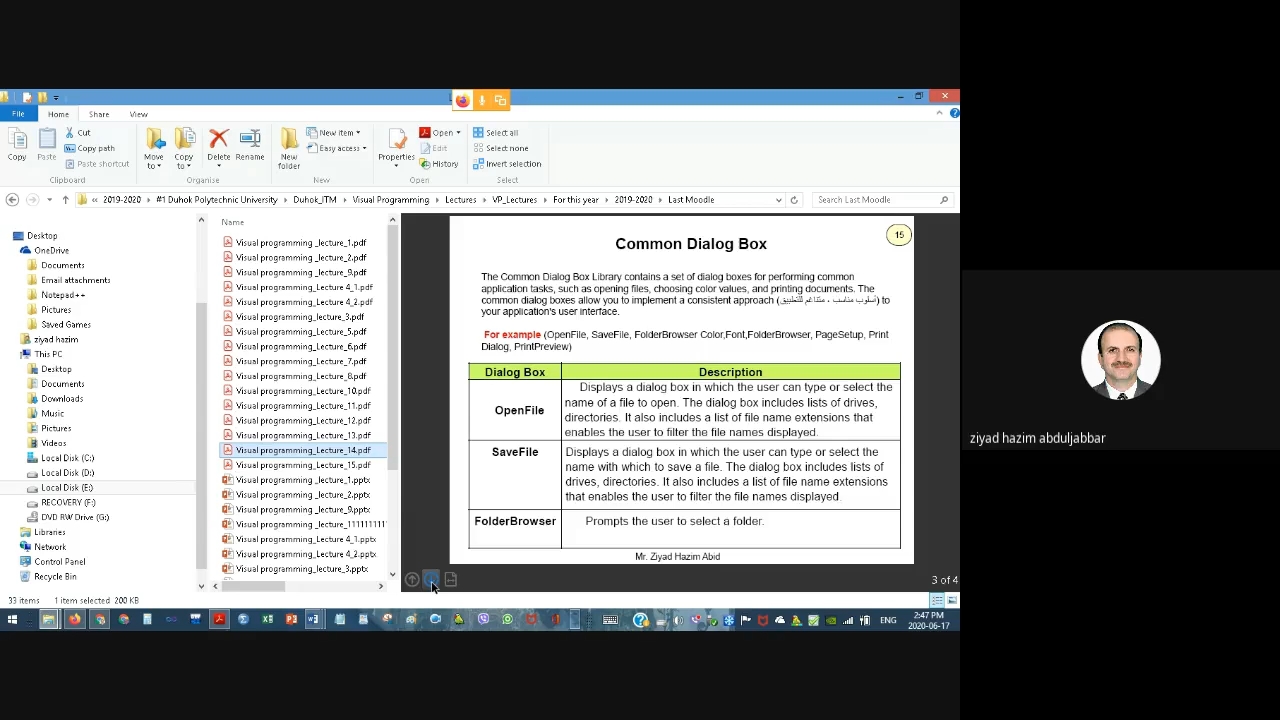 File
Home
Share
View
Copy
Paste
Cut
Copy path
Paste shortcut
Clipboard
Move to
Copy to
Delete
Rename
Organise
New folder
New item
Easy access
New
Properties
Open
Edit
History
Open
Select all
Select none
Invert selection
Select
« 2019-2020 › #1 Duhok Polytechnic University › Duhok_ITM › Visual Programming › Lectures › VP_Lectures › For this year › 2019-2020 › Last Moodle
Search Last Moodle
Desktop
OneDrive
Documents
Email attachments
Notepad++
Pictures
Saved Games
ziyad hazim
This PC
Desktop
Documents
Downloads
Music
Pictures
Videos
Local Disk (C:)
Local Disk (D:)
Local Disk (E:)
RECOVERY (F:)
DVD RW Drive (G:)
Libraries
Network
Control Panel
Recycle Bin
Name
Visual programming _lecture_1.pdf
Visual programming _lecture_2.pdf
Visual programming _lecture_9.pdf
Visual programming_Lecture 4_1.pdf
Visual programming_Lecture 4_2.pdf
Visual programming_lecture_3.pdf
Visual programming_Lecture_5.pdf
Visual programming_Lecture_6.pdf
Visual programming_Lecture_7.pdf
Visual programming_Lecture_8.pdf
Visual programming_Lecture_10.pdf
Visual programming_Lecture_11.pdf
Visual programming_Lecture_12.pdf
Visual programming_Lecture_13.pdf
Visual programming_Lecture_14.pdf
Visual programming_Lecture_15.pdf
Visual programming _lecture_1.pptx
Visual programming _lecture_2.pptx
Visual programming _lecture_9.pptx
Visual programming _lecture_11111111
Visual programming_Lecture 4_1.pptx
Visual programming_Lecture 4_2.pptx
Visual programming_lecture_3.pptx
15
Common Dialog Box
The Common Dialog Box Library contains a set of dialog boxes for performing common
application tasks, such as opening files, choosing color values, and printing documents. The
common dialog boxes allow you to implement a consistent approach (أسلوب مناسب ، متناغم للتطبيق) to
your application's user interface.
For example (OpenFile, SaveFile, FolderBrowser Color,Font,FolderBrowser, PageSetup, Print
Dialog, PrintPreview)
Dialog Box
Description
OpenFile
Displays a dialog box in which the user can type or select the
name of a file to open. The dialog box includes lists of drives,
directories. It also includes a list of file name extensions that
enables the user to filter the file names displayed.
SaveFile
Displays a dialog box in which the user can type or select the
name with which to save a file. The dialog box includes lists of
drives, directories. It also includes a list of file name extensions
that enables the user to filter the file names displayed.
FolderBrowser
Prompts the user to select a folder.
Mr. Ziyad Hazim Abid
3 of 4
33 items
1 item selected 200 KB
ENG
2:47 PM
2020-06-17
ziyad hazim abduljabbar